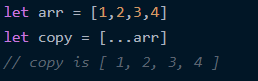 let arr = [1,2,3,4]
let copy = [...arr]
// copy is [ 1, 2, 3, 4 ]